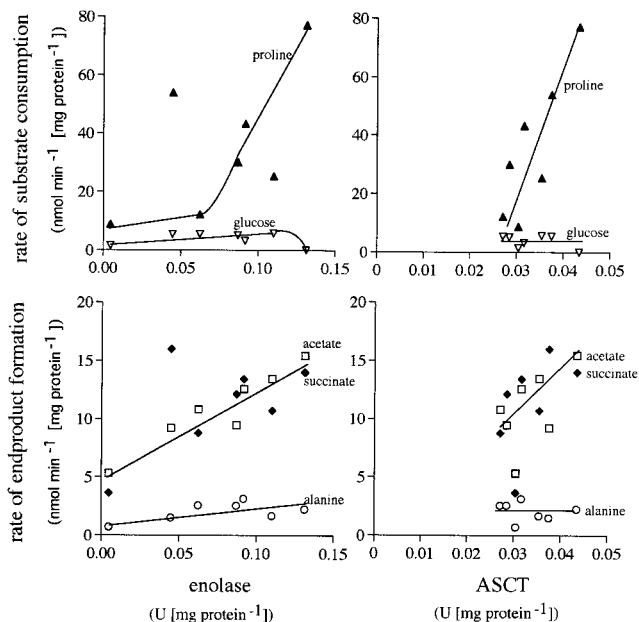 rate of substrate consumption
(nmol min⁻¹ [mg protein⁻¹])
80
60
40
20
0
0.00
0.05
0.10
0.15
proline
glucose
80
60
40
20
0
0
0.01
0.02
0.03
0.04
0.05
proline
glucose
rate of endproduct formation
(nmol min⁻¹ [mg protein⁻¹])
20
15
10
5
0
0.00
0.05
0.10
0.15
acetate
succinate
alanine
enolase
(U [mg protein⁻¹])
20
15
10
5
0
0
0.01
0.02
0.03
0.04
0.05
acetate
succinate
alanine
ASCT
(U [mg protein⁻¹])